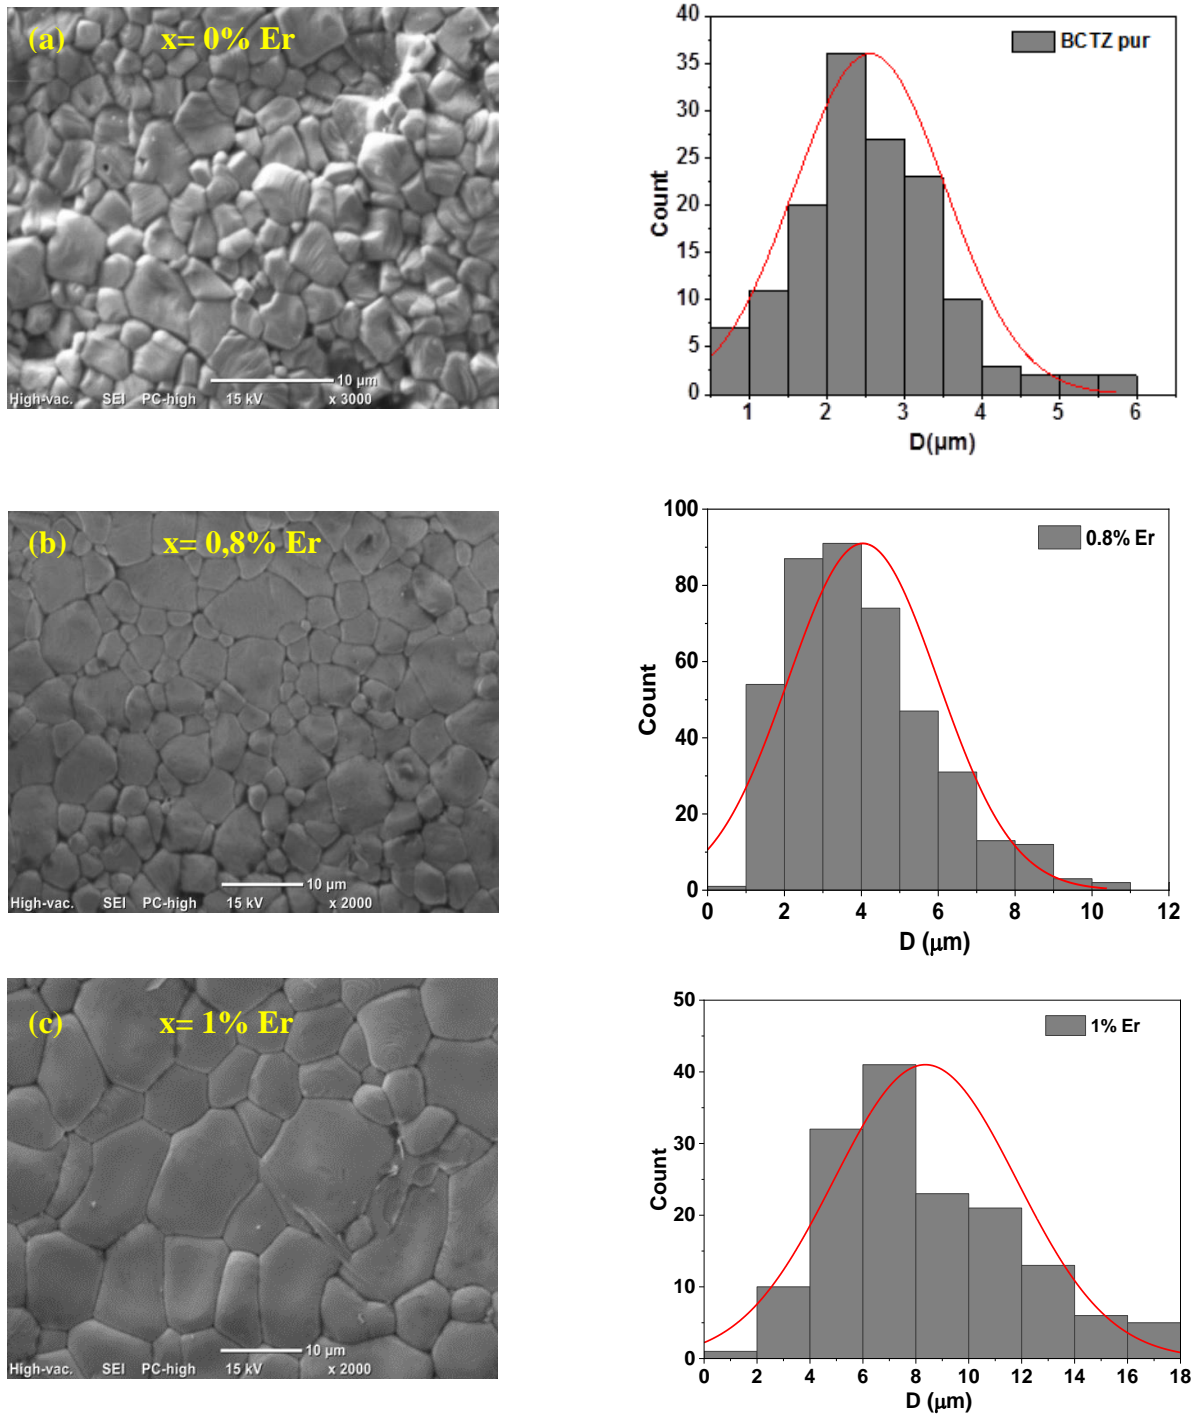 (a) x= 0% Er
10 µm
High-vac. SEI PC-high 15 kV x 3000
40
35
30
25
20
15
10
5
0
Count
BCTZ pur
1 2 3 4 5 6
D(µm)
(b) x= 0,8% Er
10 µm
High-vac. SEI PC-high 15 kV x 2000
100
80
60
40
20
0
Count
0.8% Er
0 2 4 6 8 10 12
D (µm)
(c) x= 1% Er
10 µm
High-vac. SEI PC-high 15 kV x 2000
50
40
30
20
10
0
Count
1% Er
0 2 4 6 8 10 12 14 16 18
D (µm)